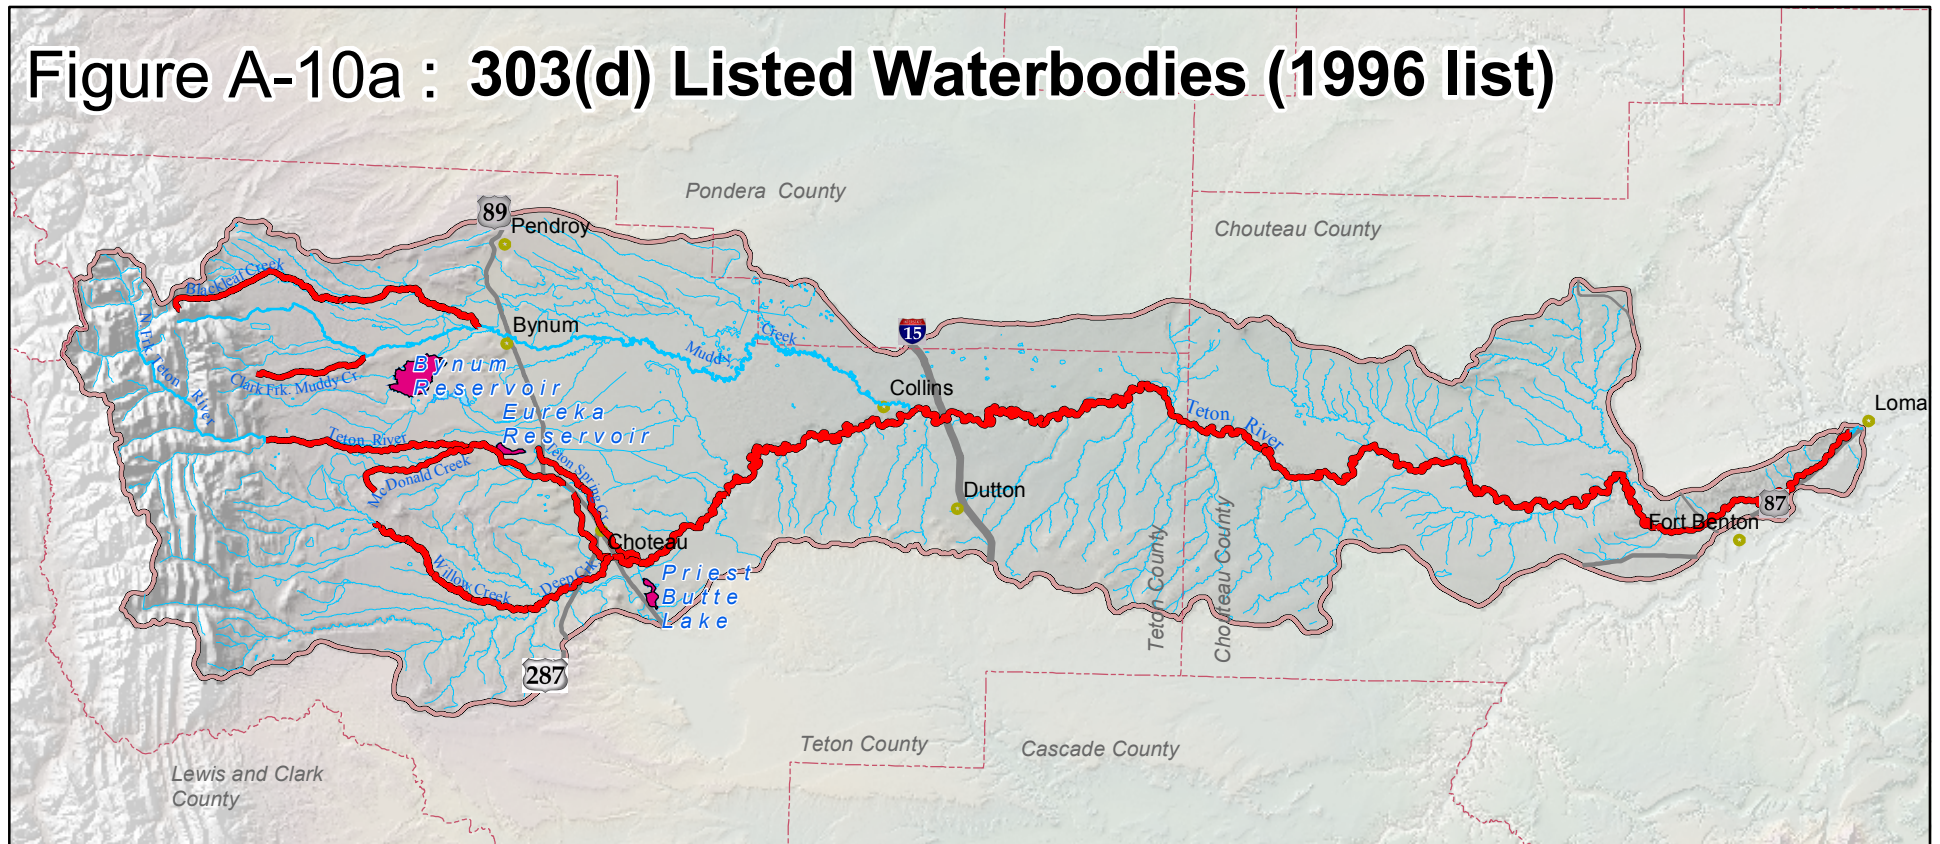 Figure A-10a : 303(d) Listed Waterbodies (1996 list)
Pondera County
Chouteau County
89
Pendroy
Blackleaf Creek
N. Frk. Teton River
Bynum
15
Muddy Creek
Bynum
Reservoir
Clark Frk. Muddy Cr.
Collins
Eureka
Reservoir
Teton River
Loma
Teton River
McDonald Creek
Teton Spring Cr.
Dutton
87
Fort Benton
Choteau
Willow Creek
Deep Crk.
Priest
Butte
Lake
Teton County
Chouteau County
287
Teton County
Cascade County
Lewis and Clark
County